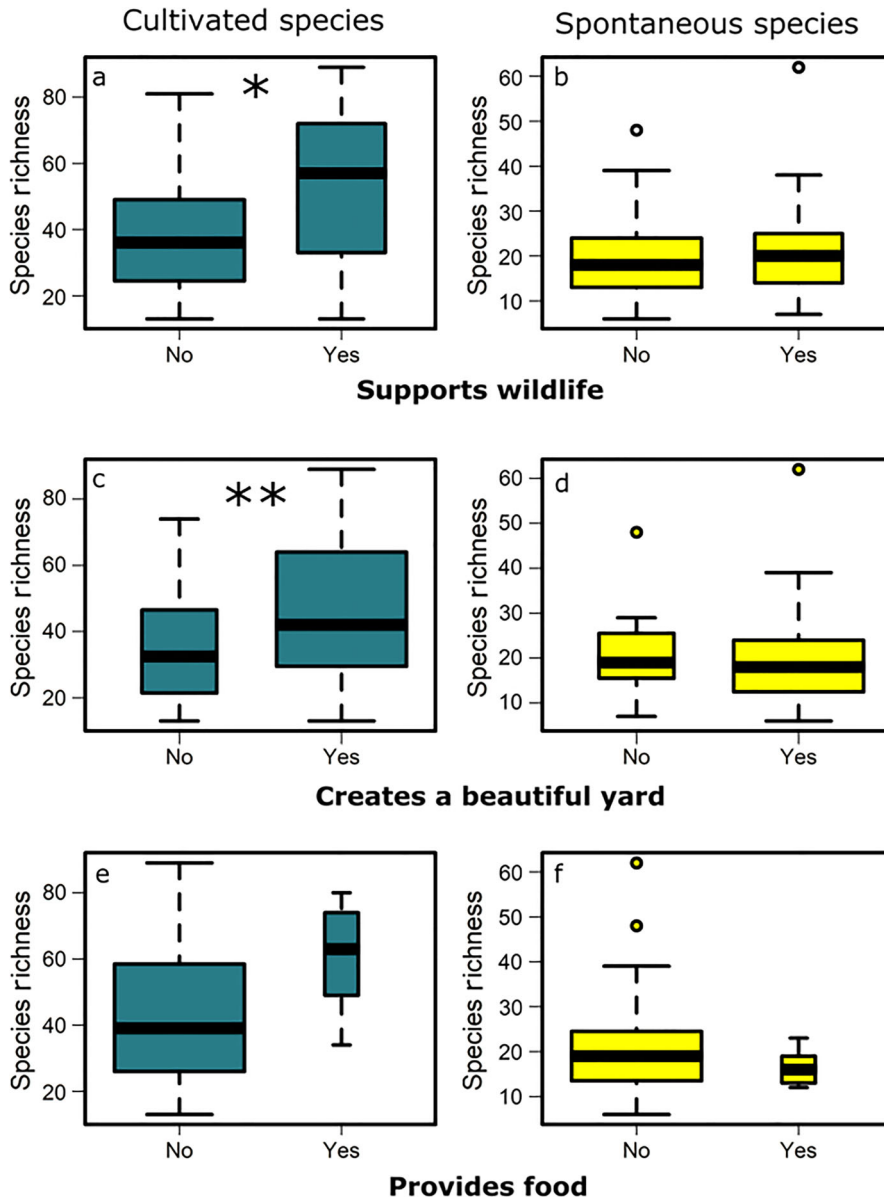 Cultivated species
Spontaneous species
a
*
Species richness
80
60
40
20
No
Yes
b
Species richness
60
50
40
30
20
10
No
Yes
Supports wildlife
c
**
Species richness
80
60
40
20
No
Yes
d
Species richness
60
50
40
30
20
10
No
Yes
Creates a beautiful yard
e
Species richness
80
60
40
20
No
Yes
f
Species richness
60
50
40
30
20
10
No
Yes
Provides food